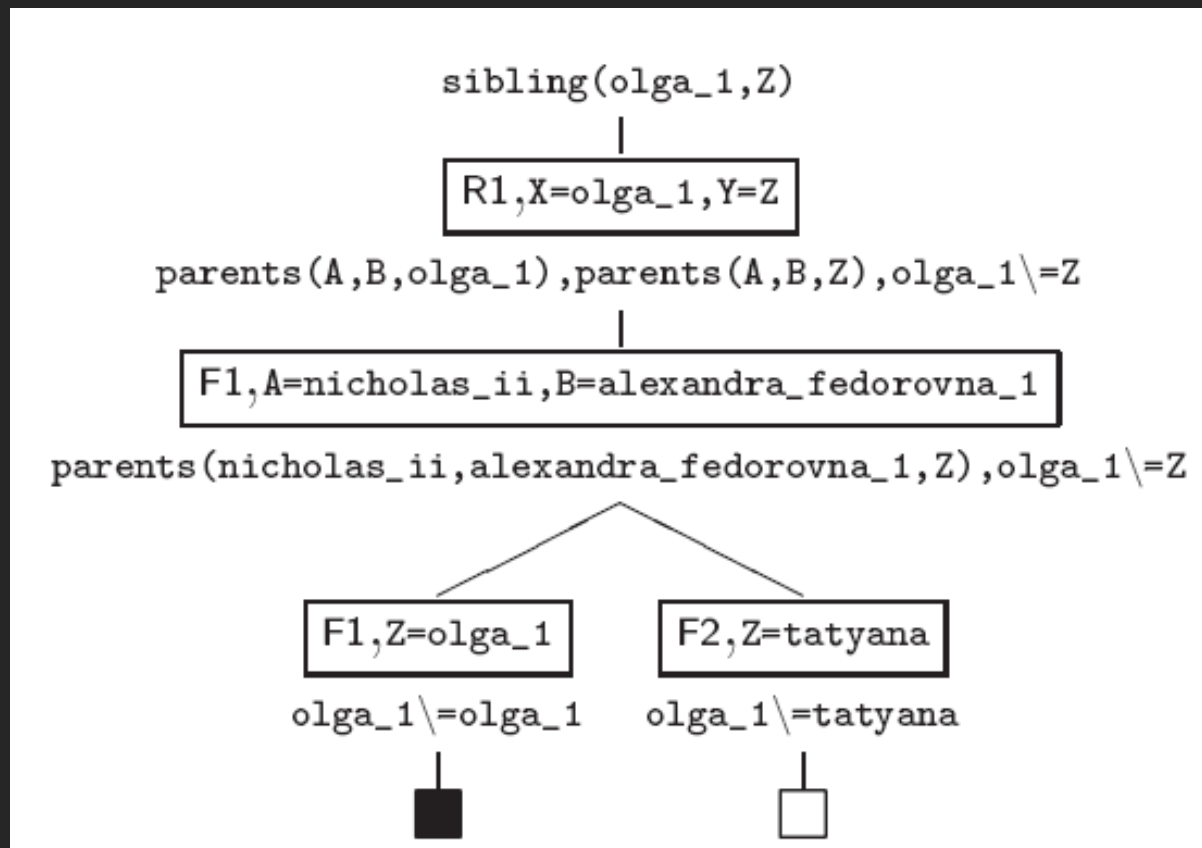 sibling(olga_1,Z)
R1,X=olga_1,Y=Z
parents(A,B,olga_1),parents(A,B,Z),olga_1\=Z
F1,A=nicholas_ii,B=alexandra_fedorovna_1
parents(nicholas_ii,alexandra_fedorovna_1,Z),olga_1\=Z
F1,Z=olga_1
F2,Z=tatyana
olga_1\=olga_1
olga_1\=tatyana